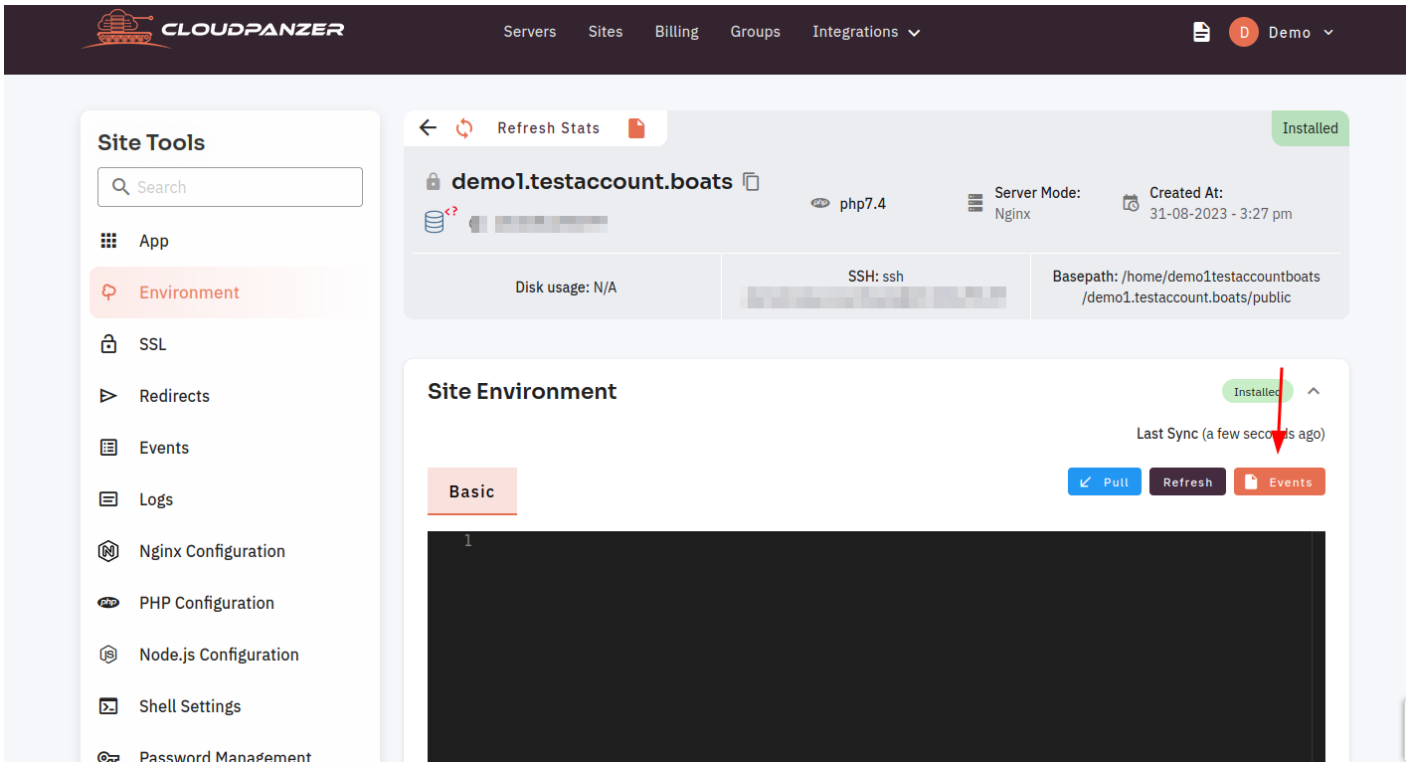 CLOUDPANZER
Servers Sites Billing Groups Integrations
D Demo
Site Tools
Search
App
Environment
SSL
Redirects
Events
Logs
Nginx Configuration
php PHP Configuration
JS Node.js Configuration
Shell Settings
Password Management
Refresh Stats
Installed
demo1.testaccount.boats
<?
php php7.4
Server Mode:
Nginx
Created At:
31-08-2023 - 3:27 pm
Disk usage: N/A
SSH: ssh
Basepath: /home/demo1testaccountboats
/demo1.testaccount.boats/public
Site Environment
Installed
Last Sync (a few seconds ago)
Basic
Pull Refresh Events
1